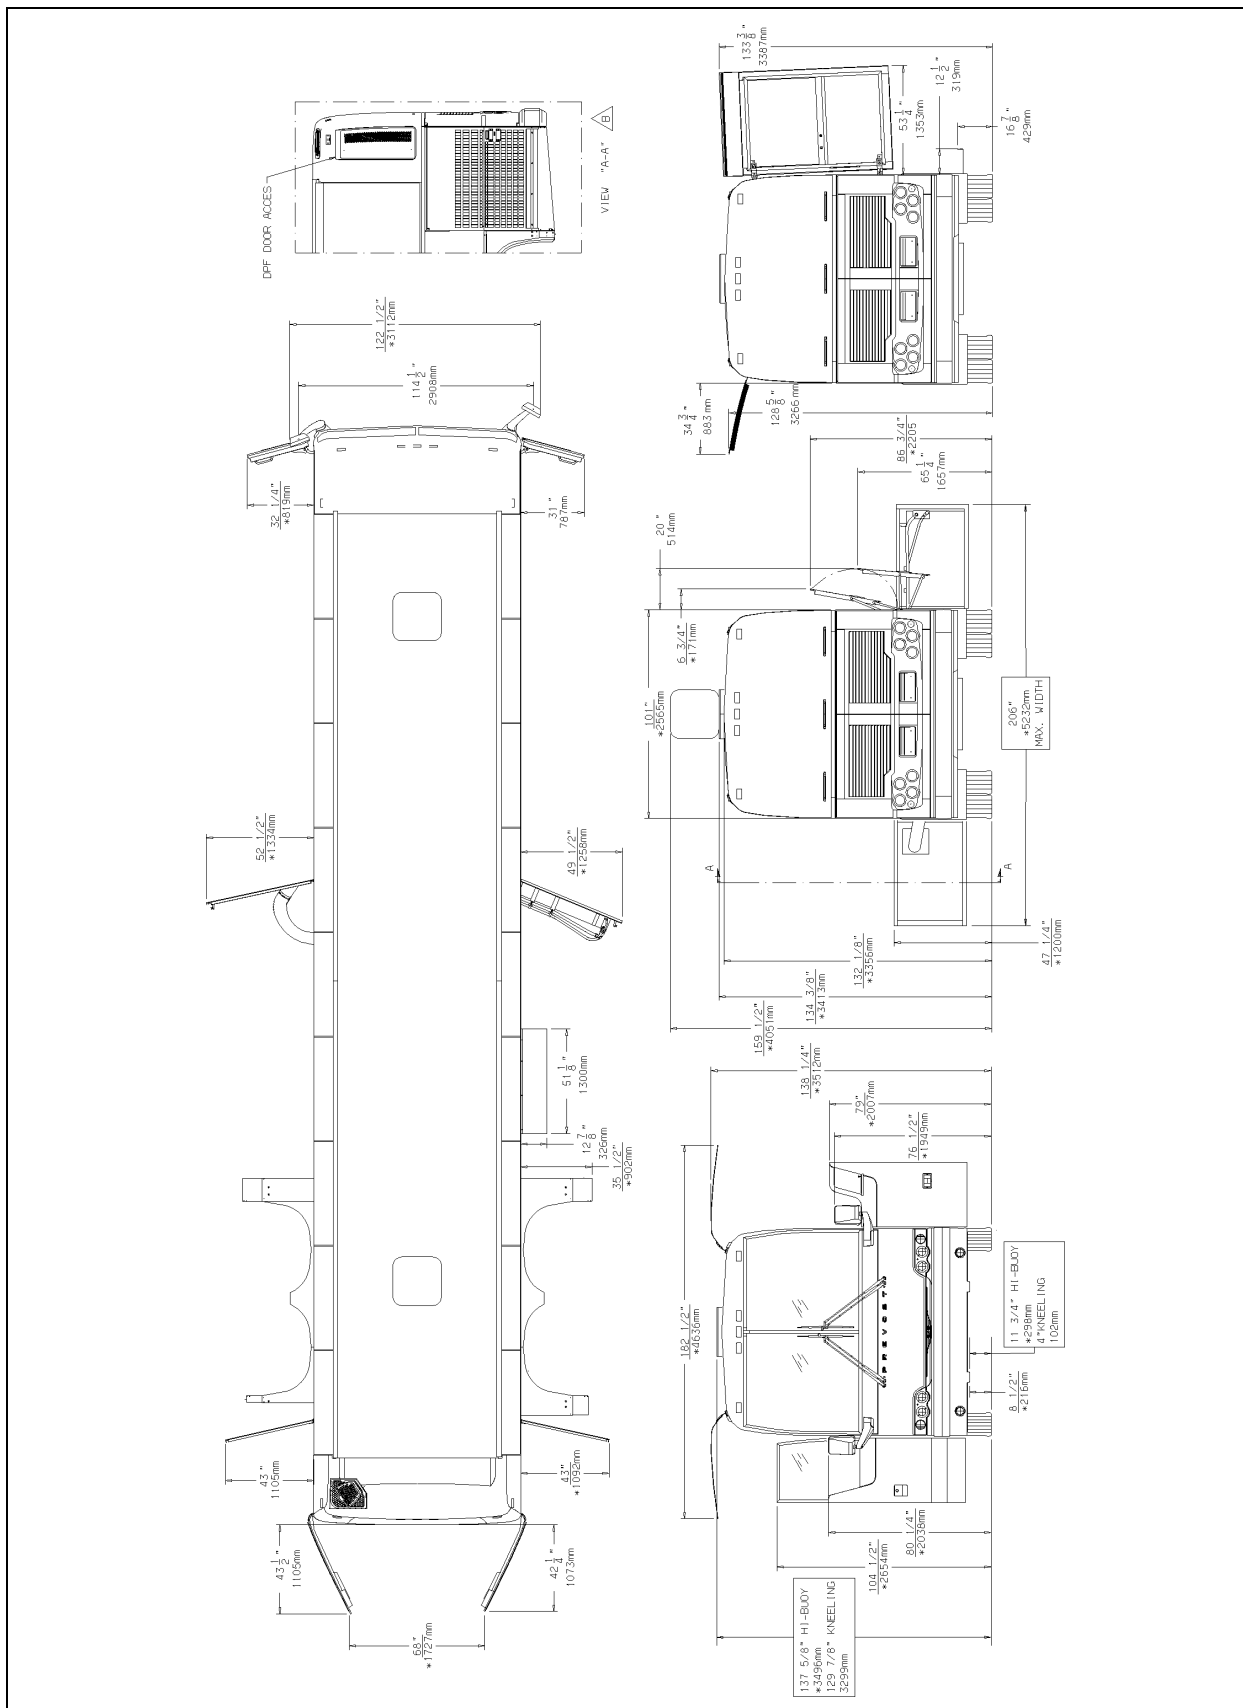 DPF DOOR ACCES
VIEW "A-A"
B
122 1/2"
*3112mm
114 1/2
2908mm
32 1/4"
*819mm
31"
787mm
52 1/2"
*1334mm
49 1/2"
*1258mm
51 1/8"
1300mm
12 7/8
326mm
35 1/2"
*902mm
43"
1105mm
43"
*1092mm
43 1/2"
1105mm
42 1/4"
1073mm
68"
*1727mm
133 3/8"
3387mm
53 1/4"
1353mm
12 1/2"
319mm
16 7/8"
429mm
34 3/4"
883mm
128 5/8"
3266mm
86 3/4"
*2205
65 1/4"
1657mm
20"
514mm
6 3/4"
*171mm
101"
*2565mm
206"
*5232mm
MAX. WIDTH
A
A
47 1/4"
*1200mm
132 1/8"
*3356mm
134 3/8"
*3413mm
159 1/2"
*4051mm
138 1/4"
*3512mm
79"
*2007mm
76 1/2"
*1949mm
182 1/2"
*4636mm
PREVOST
11 3/4" HI-BUOY
*298mm
4"KNEELING
102mm
8 1/2"
*216mm
80 1/4"
*2038mm
104 1/2"
*2654mm
137 5/8" HI-BUOY
*3496mm
129 7/8" KNEELING
3299mm